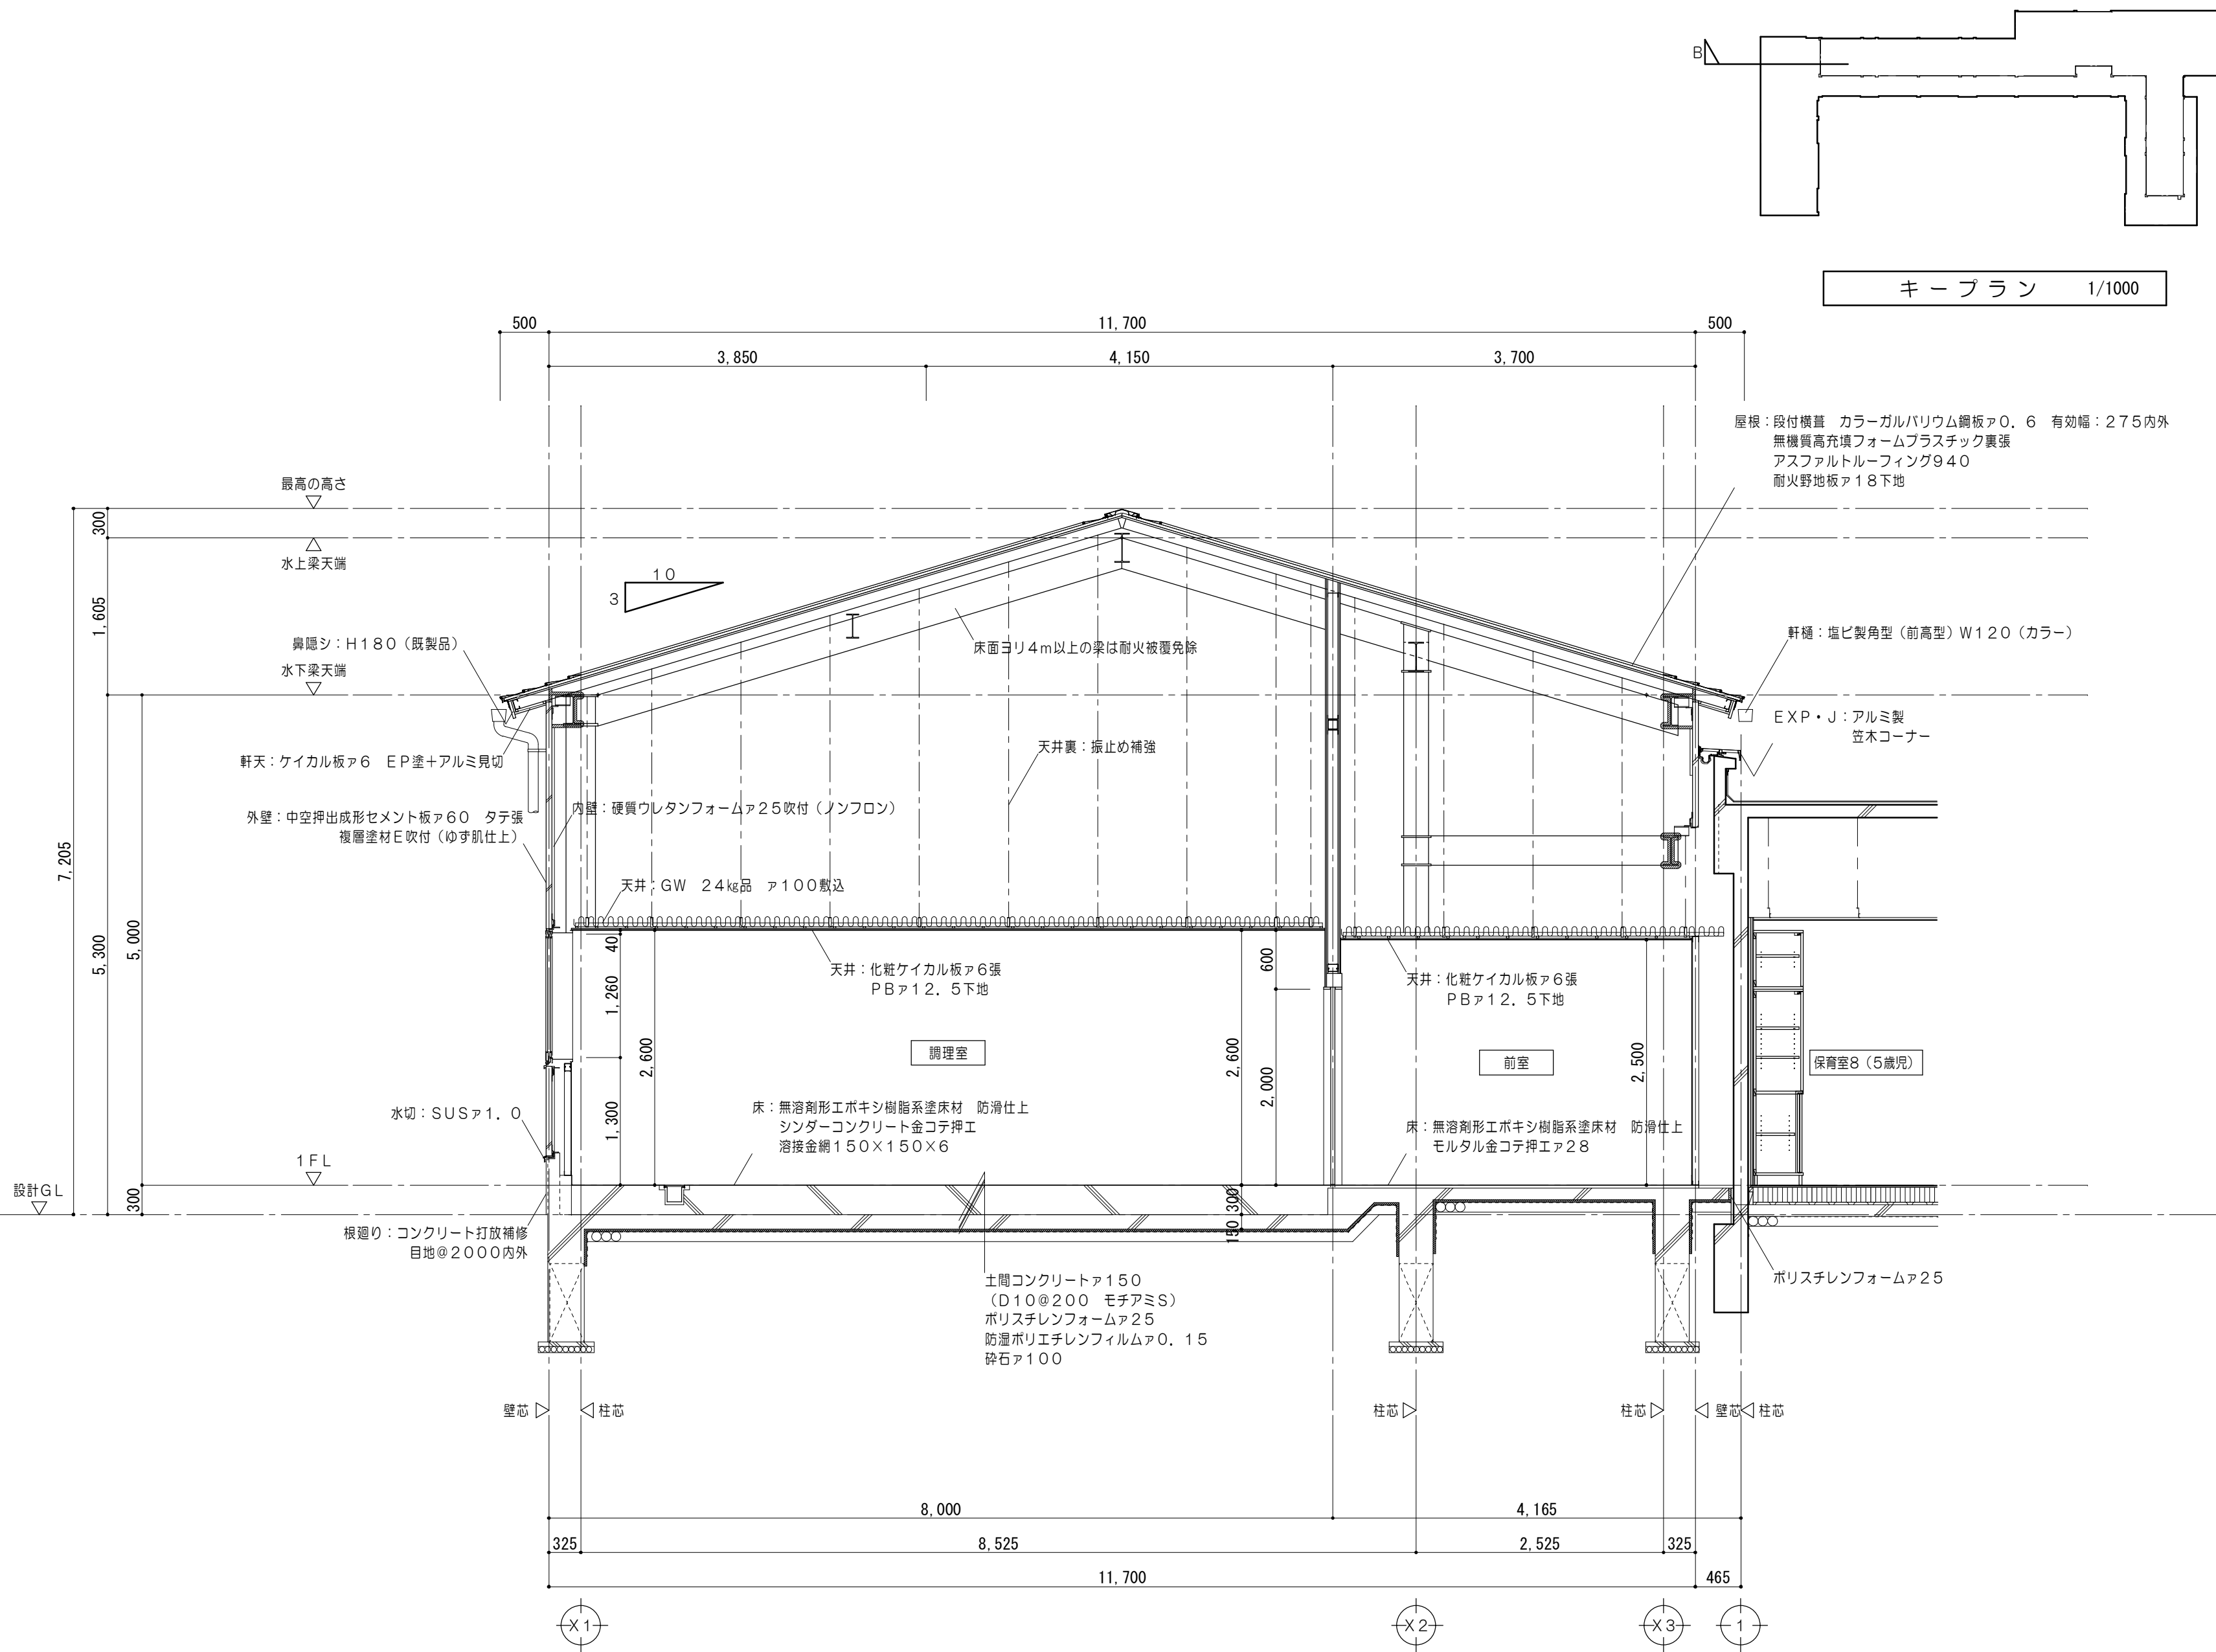 B
キープラン 1/1000
500 11,700 500
3,850 4,150 3,700
屋根：段付横葺 カラーガルバリウム鋼板ァ0．6 有効幅：275内外
無機質高充填フォームプラスチック裏張
アスファルトルーフィング940
耐火野地板ァ18下地
最高の高さ
300
水上梁天端
10
3
1,605
鼻隠シ：H180（既製品）
床面ヨリ4m以上の梁は耐火被覆免除
軒樋：塩ビ製角型（前高型）W120（カラー）
水下梁天端
EXP・J：アルミ製
笠木コーナー
天井裏：振止め補強
軒天：ケイカル板ァ6 EP塗＋アルミ見切
内壁：硬質ウレタンフォームァ25吹付（ノンフロン）
外壁：中空押出成形セメント板ァ60 タテ張
複層塗材E吹付（ゆず肌仕上）
7,205
天井：GW 24㎏品 ァ100敷込
5,300
5,000
40
600
天井：化粧ケイカル板ァ6張
PBァ12．5下地
天井：化粧ケイカル板ァ6張
PBァ12．5下地
1,260
2,600
調理室
2,600
2,000
前室
2,500
保育室8（5歳児）
水切：SUSァ1．0
1,300
床：無溶剤形エポキシ樹脂系塗床材 防滑仕上
シンダーコンクリート金コテ押エ
溶接金網150×150×6
床：無溶剤形エポキシ樹脂系塗床材 防滑仕上
モルタル金コテ押エァ28
1FL
設計GL
300
300
150
根廻り：コンクリート打放補修
目地@2000内外
土間コンクリートァ150
（D10@200 モチアミS）
ポリスチレンフォームァ25
防湿ポリエチレンフィルムァ0．15
砕石ァ100
ポリスチレンフォームァ25
壁芯 柱芯 柱芯 柱芯 壁芯 柱芯
8,000 4,165
325 8,525 2,525 325
11,700 465
X1 X2 X3 1